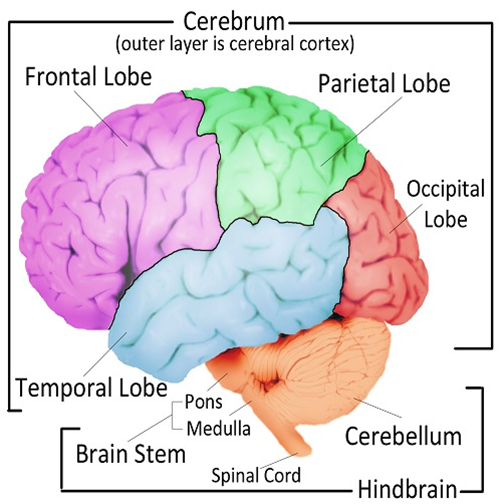 Cerebrum
(outer layer is cerebral cortex)
Frontal Lobe
Parietal Lobe
Occipital
Lobe
Temporal Lobe
Pons
Medulla
Brain Stem
Cerebellum
Spinal Cord
Hindbrain